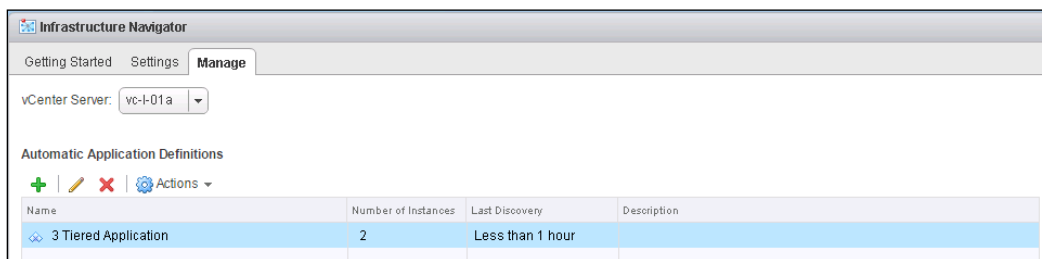 Infrastructure Navigator
Getting Started Settings Manage
vCenter Server: vc-l-01a
Automatic Application Definitions
Actions
Name Number of Instances Last Discovery Description
3 Tiered Application 2 Less than 1 hour